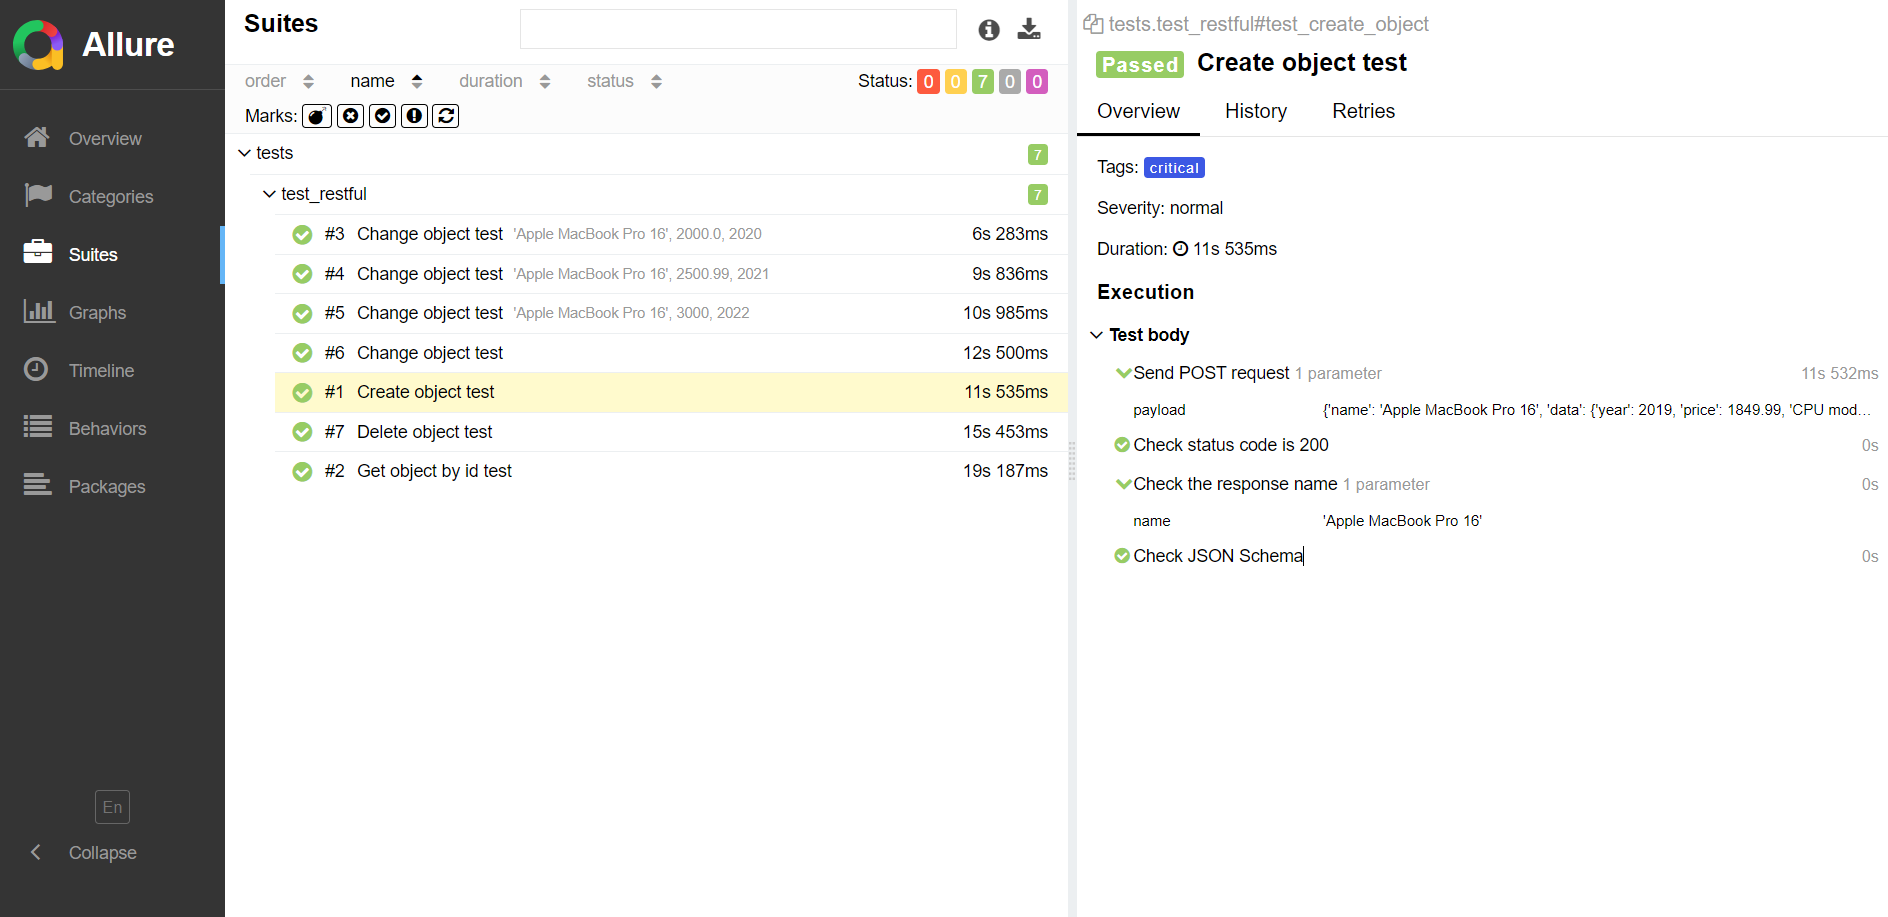 Allure
Overview
Categories
Suites
Graphs
Timeline
Behaviors
Packages
En
Collapse
Suites
order name duration status Status: 0 0 7 0 0
Marks:
tests 7
test_restful 7
#3 Change object test 'Apple MacBook Pro 16', 2000.0, 2020 6s 283ms
#4 Change object test 'Apple MacBook Pro 16', 2500.99, 2021 9s 836ms
#5 Change object test 'Apple MacBook Pro 16', 3000, 2022 10s 985ms
#6 Change object test 12s 500ms
#1 Create object test 11s 535ms
#7 Delete object test 15s 453ms
#2 Get object by id test 19s 187ms
tests.test_restful#test_create_object
Passed Create object test
Overview History Retries
Tags: critical
Severity: normal
Duration: 11s 535ms
Execution
Test body
Send POST request 1 parameter 11s 532ms
payload {'name': 'Apple MacBook Pro 16', 'data': {'year': 2019, 'price': 1849.99, 'CPU mod…
Check status code is 200 0s
Check the response name 1 parameter 0s
name 'Apple MacBook Pro 16'
Check JSON Schema 0s